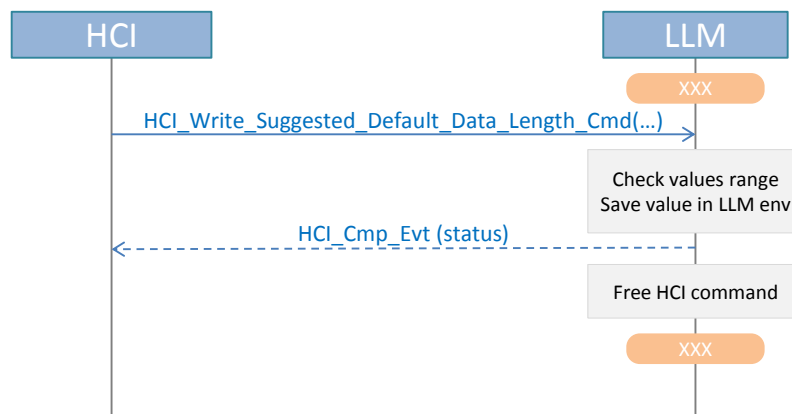 HCI
LLM
XXX
HCI_Write_Suggested_Default_Data_Length_Cmd(...)
Check values range
Save value in LLM env
HCI_Cmp_Evt (status)
Free HCI command
XXX